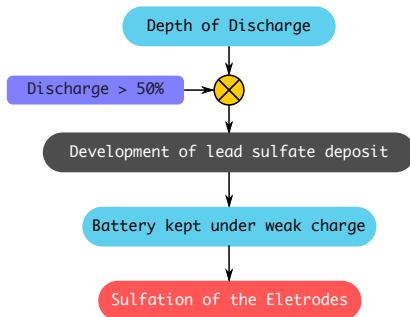 Depth of Discharge
Discharge > 50%
Development of lead sulfate deposit
Battery kept under weak charge
Sulfation of the Eletrodes